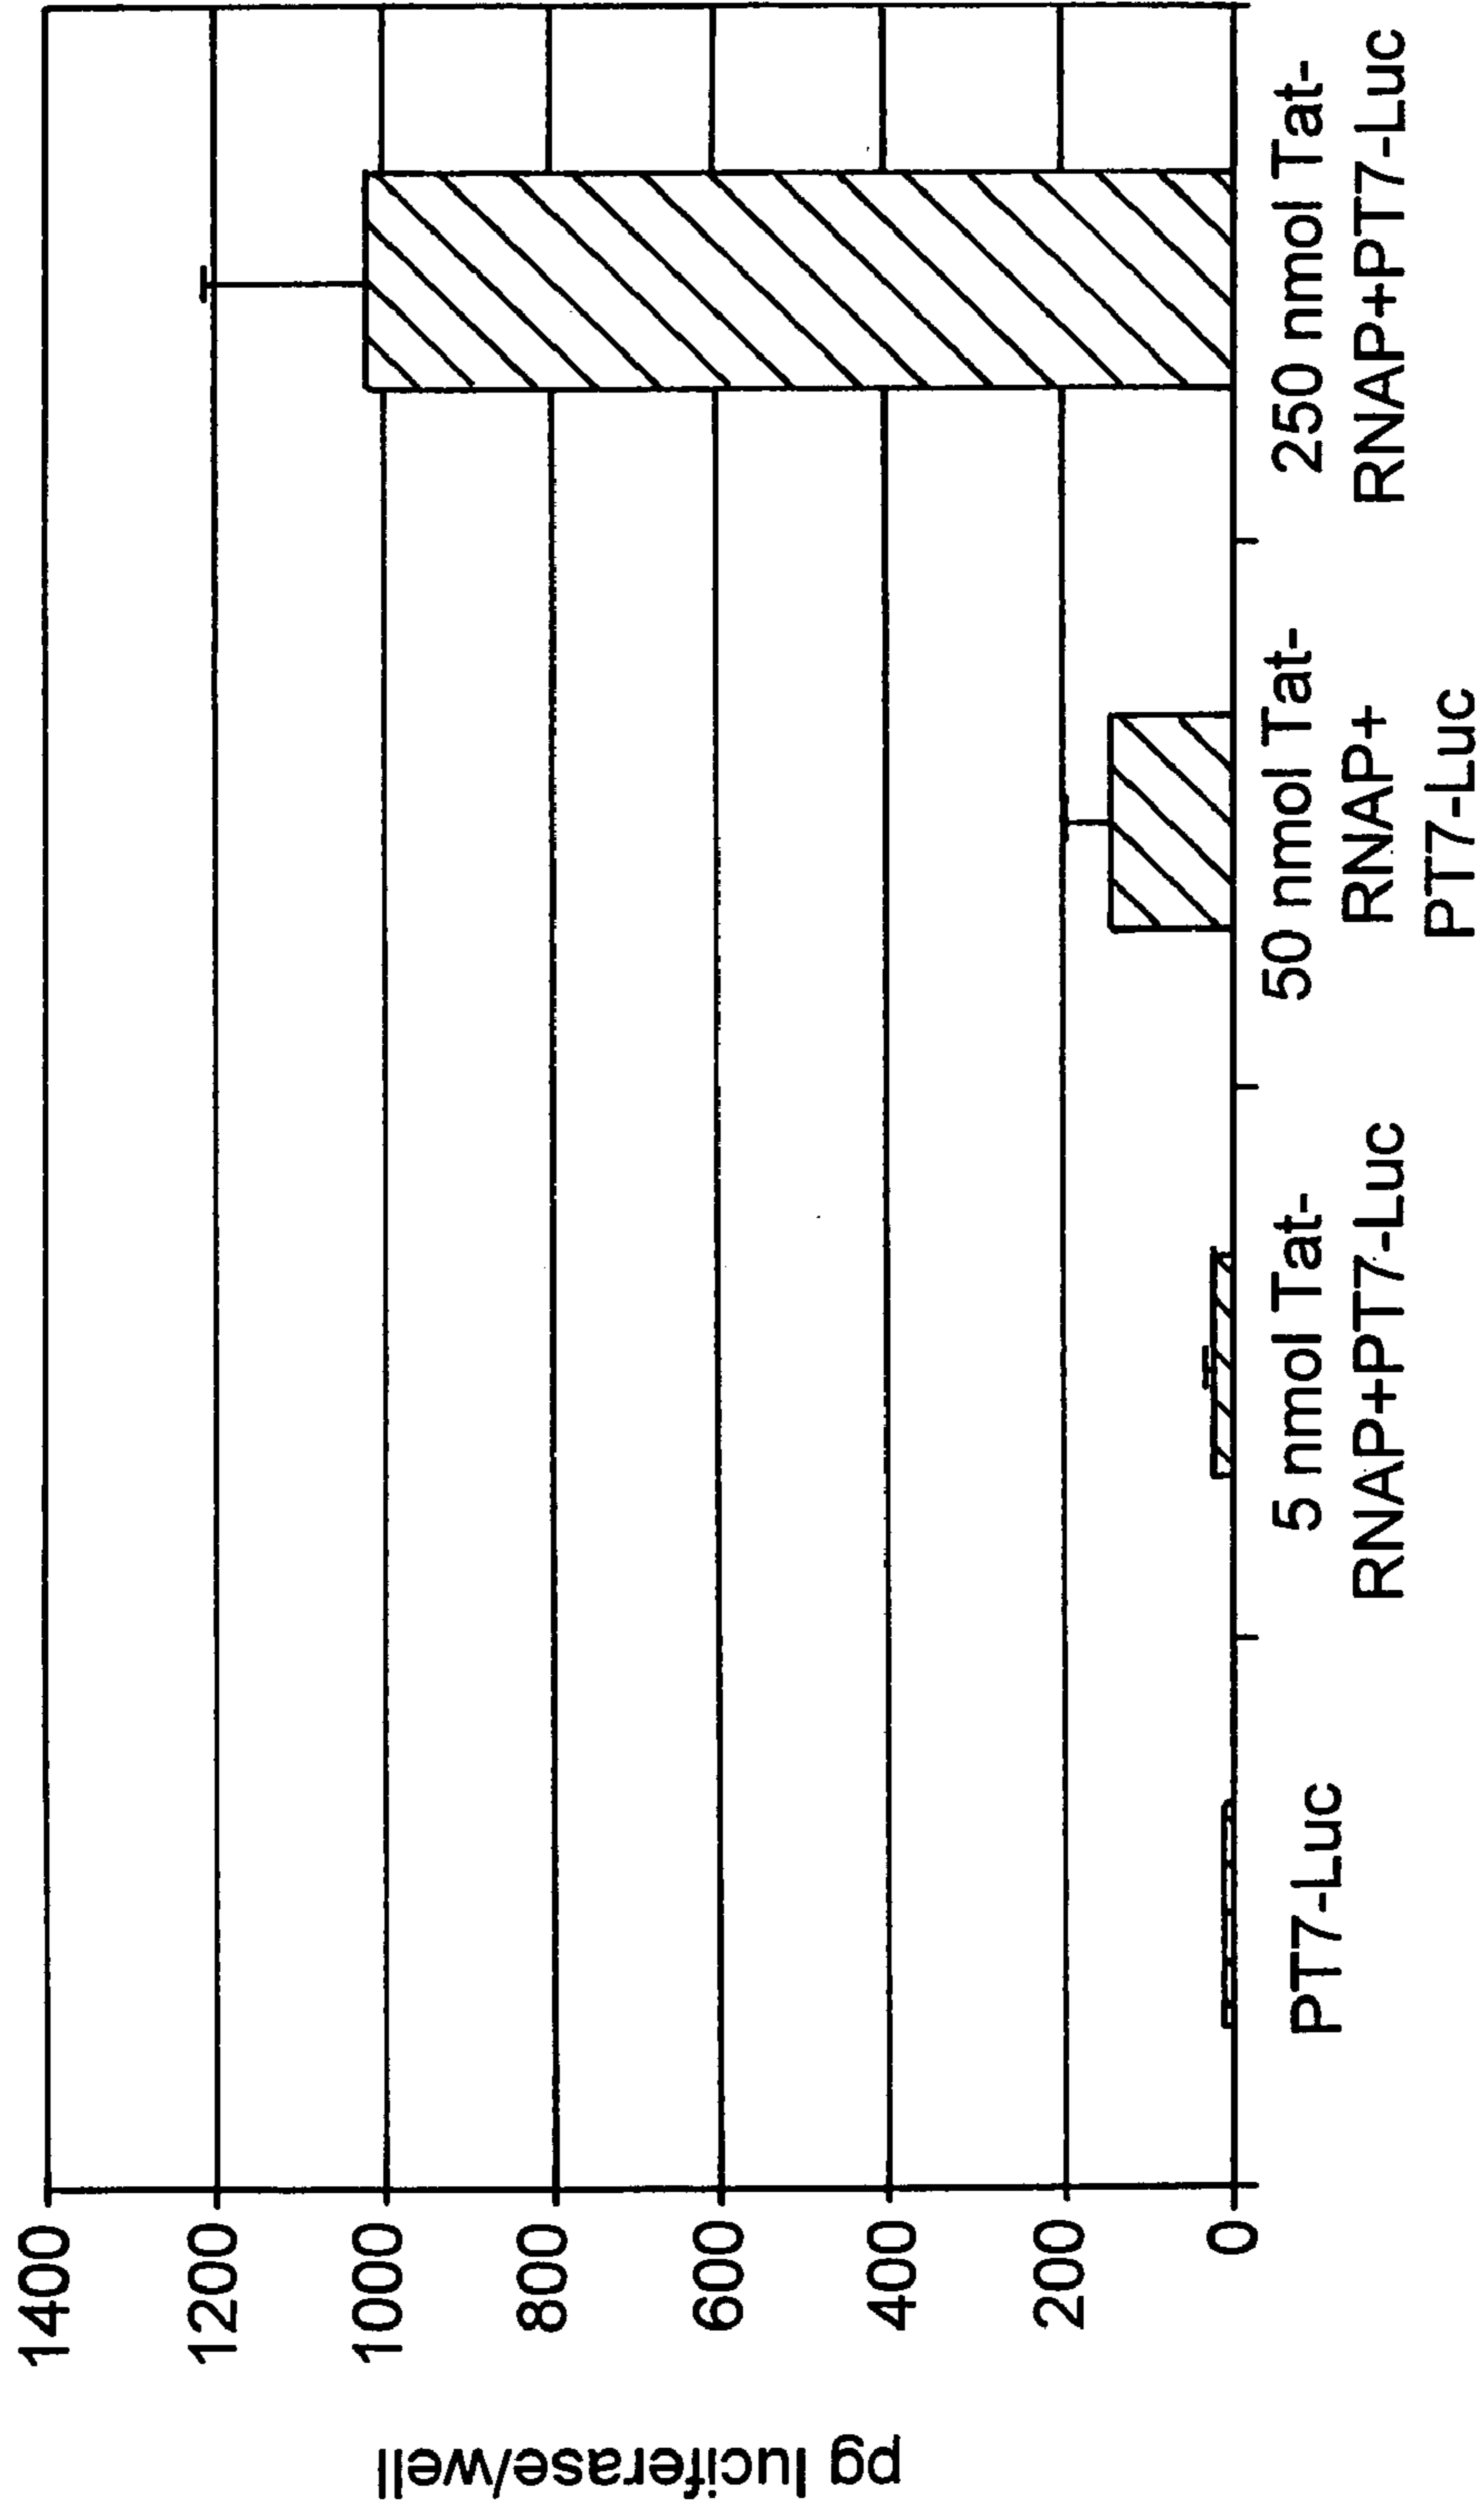 pg luciferase/well
1400
1200
1000
800
600
400
200
0
PT7-Luc
5 nmol Tat-
RNAP+PT7-Luc
50 nmol Tat-
RNAP+
PT7-Luc
250 nmol Tat-
RNAP+PT7-Luc